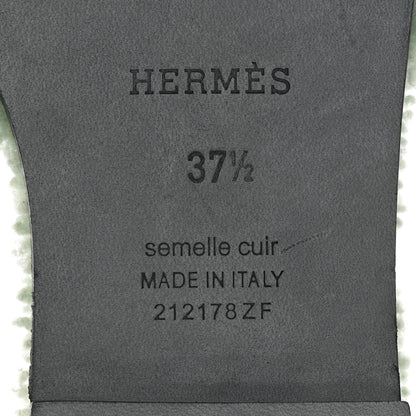 HERMÈS
37½
semelle cuir
MADE IN ITALY
212178ZF